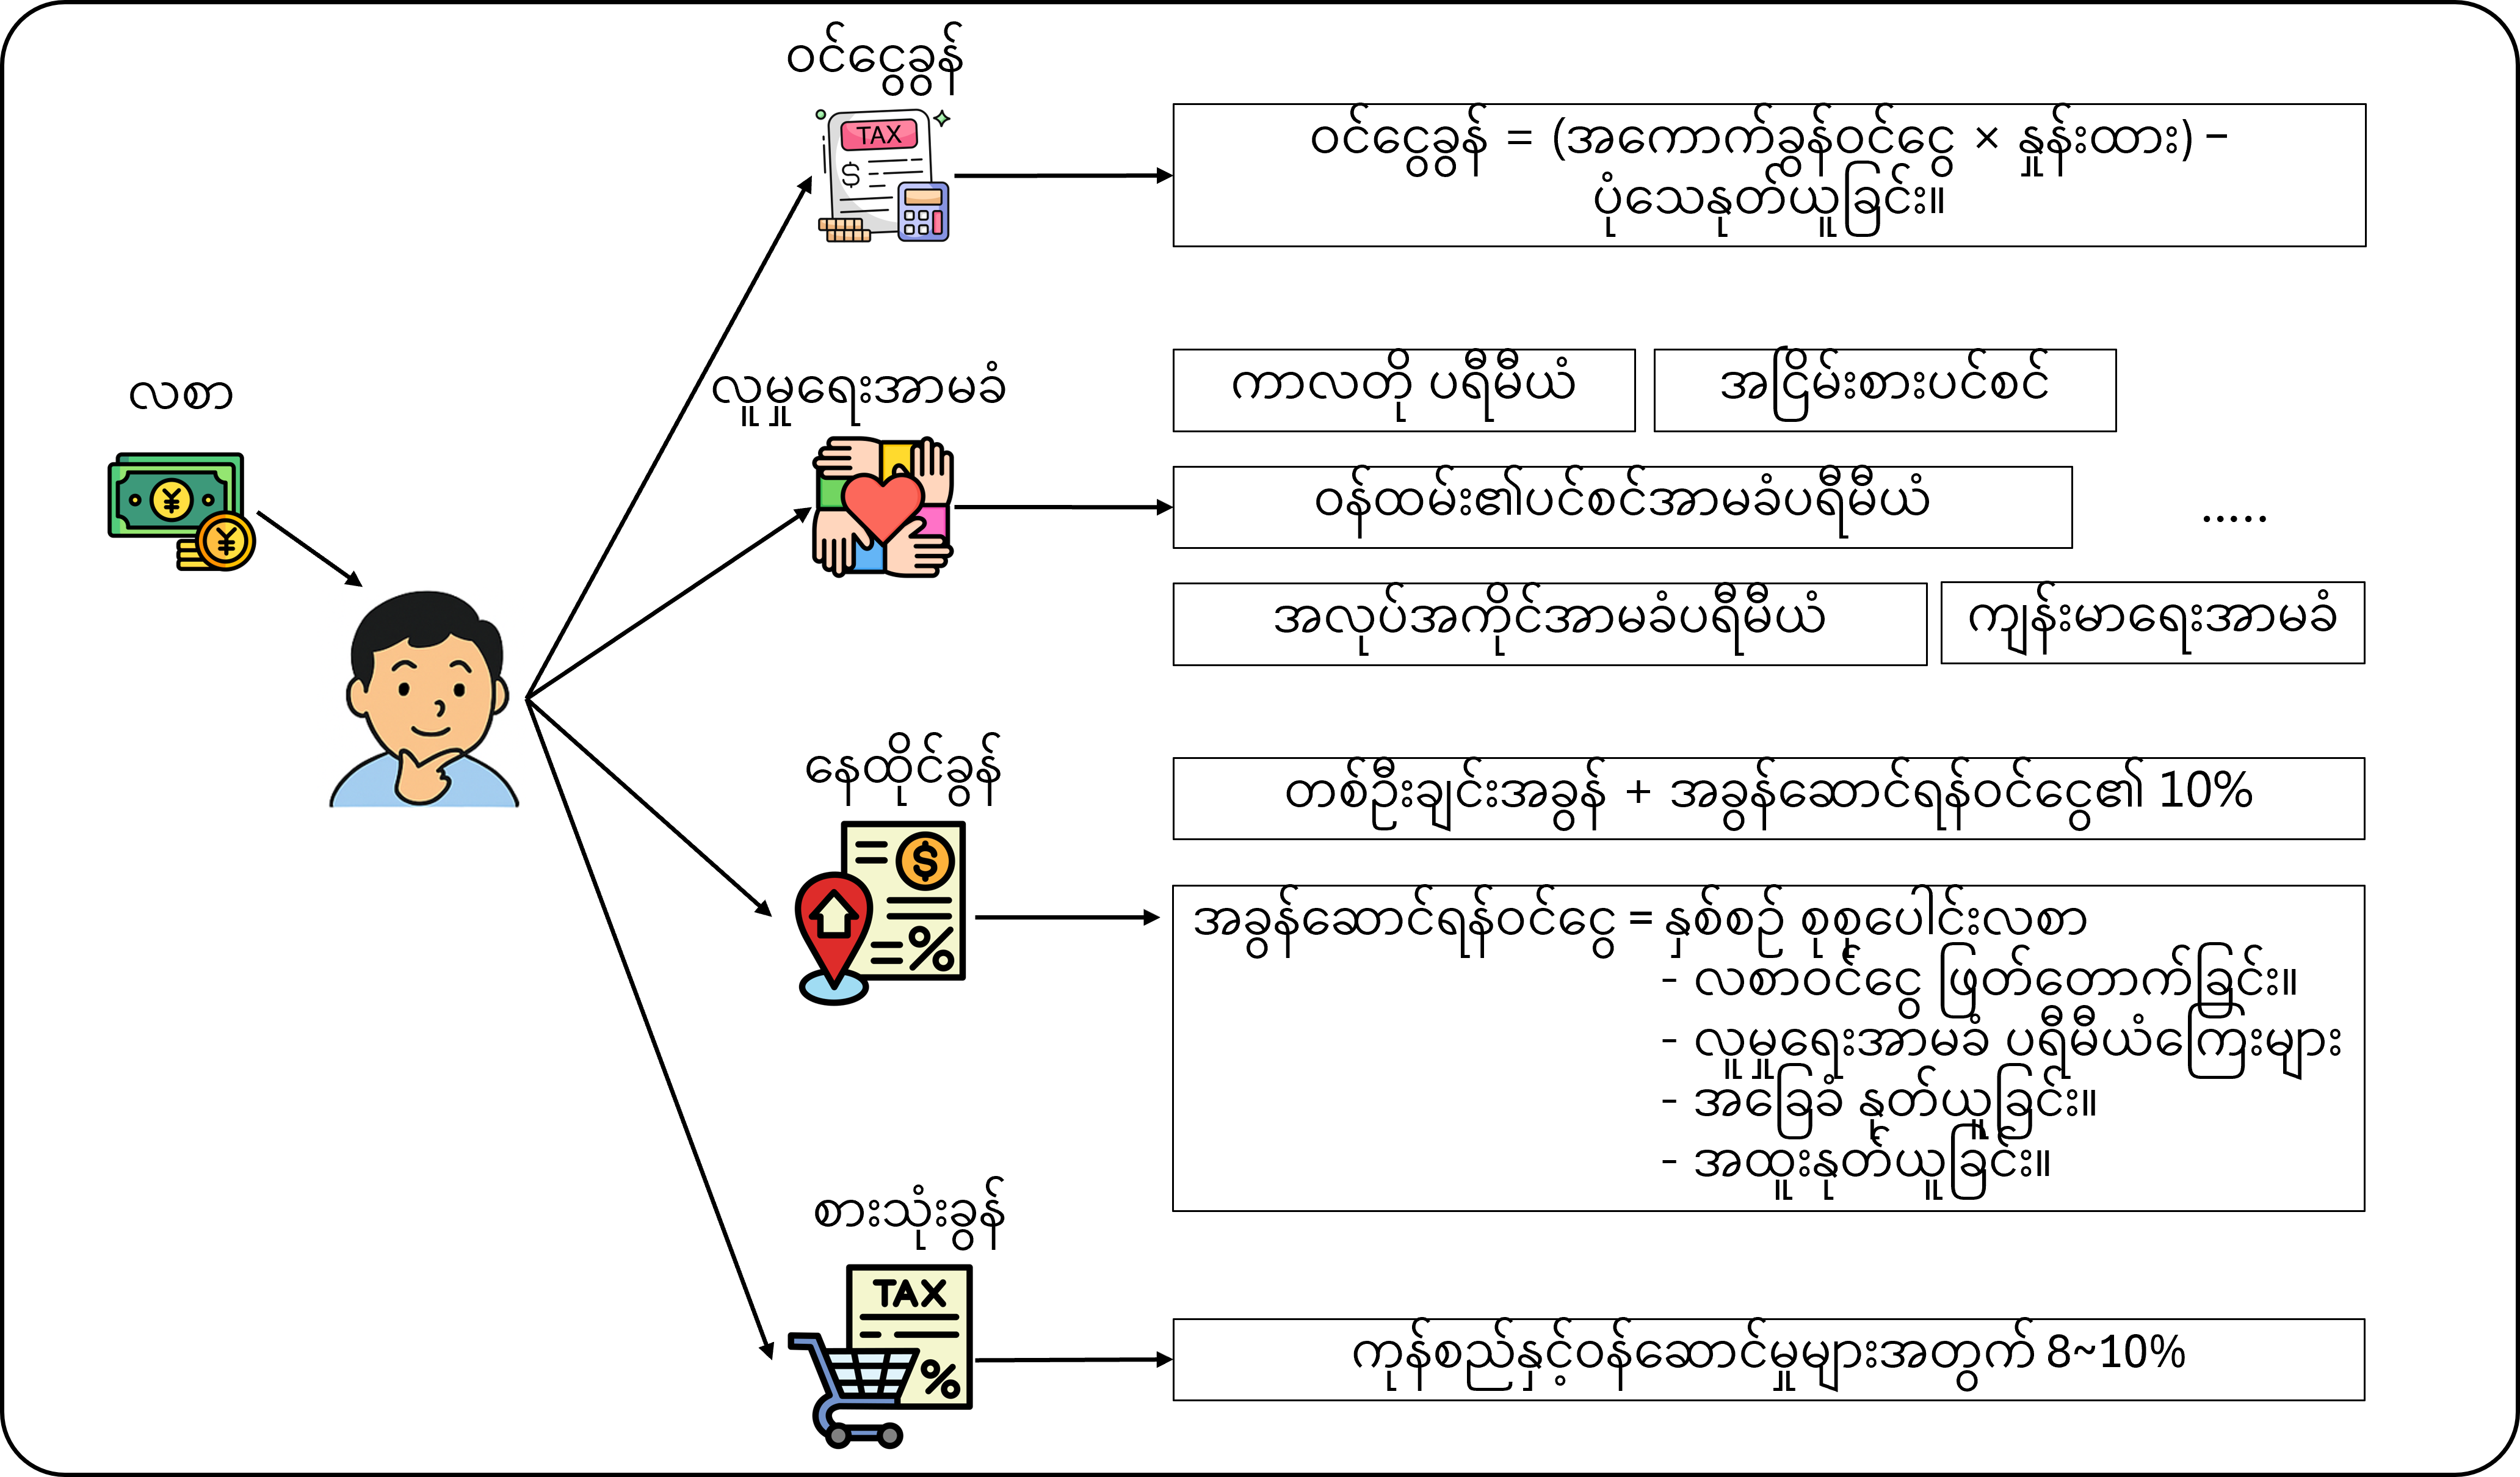 ဝင်ငွေခွန်
TAX
$
ဝင်ငွေခွန် = (အကောက်ခွန်ဝင်ငွေ × နှုန်းထား) −
ပုံသေနုတ်ယူခြင်း။
လစာ
¥
¥
လူမှုရေးအာမခံ
ကာလတို ပရီမီယံ
အငြိမ်းစားပင်စင်
ဝန်ထမ်း၏ပင်စင်အာမခံပရီမီယံ
.....
အလုပ်အကိုင်အာမခံပရီမီယံ
ကျန်းမာရေးအာမခံ
နေထိုင်ခွန်
$
%
တစ်ဦးချင်းအခွန် + အခွန်ဆောင်ရန်ဝင်ငွေ၏ 10%
အခွန်ဆောင်ရန်ဝင်ငွေ = နှစ်စဉ် စုစုပေါင်းလစာ
- လစာဝင်ငွေ ဖြတ်တောက်ခြင်း။
- လူမှုရေးအာမခံ ပရီမီယံကြေးများ
- အခြေခံ နုတ်ယူခြင်း။
- အထူးနုတ်ယူခြင်း။
စားသုံးခွန်
TAX
%
ကုန်စည်နှင့်ဝန်ဆောင်မှုများအတွက် 8~10%